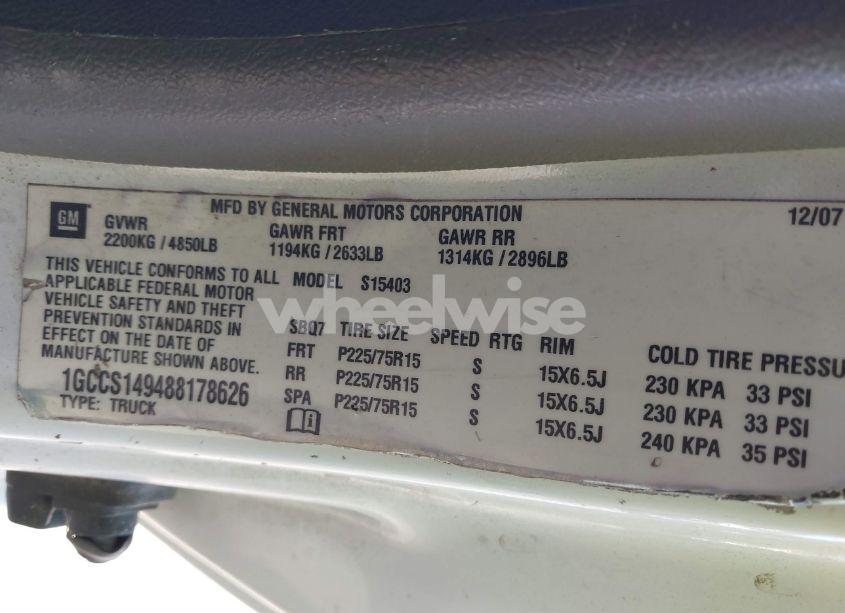 MFD BY GENERAL MOTORS CORPORATION 12/07
GM
GVWR GAWR FRT GAWR RR
2200KG / 4850LB 1194KG / 2633LB 1314KG / 2896LB
THIS VEHICLE CONFORMS TO ALL
APPLICABLE FEDERAL MOTOR
VEHICLE SAFETY AND THEFT
PREVENTION STANDARDS IN
EFFECT ON THE DATE OF
MANUFACTURE SHOWN ABOVE.
1GCCS149488178626
TYPE: TRUCK
MODEL S15403
SBQ7 TIRE SIZE SPEED RTG RIM COLD TIRE PRESSU
FRT P225/75R15 S 15X6.5J 230 KPA 33 PSI
RR P225/75R15 S 15X6.5J 230 KPA 33 PSI
SPA P225/75R15 S 15X6.5J 240 KPA 35 PSI
wheelwise